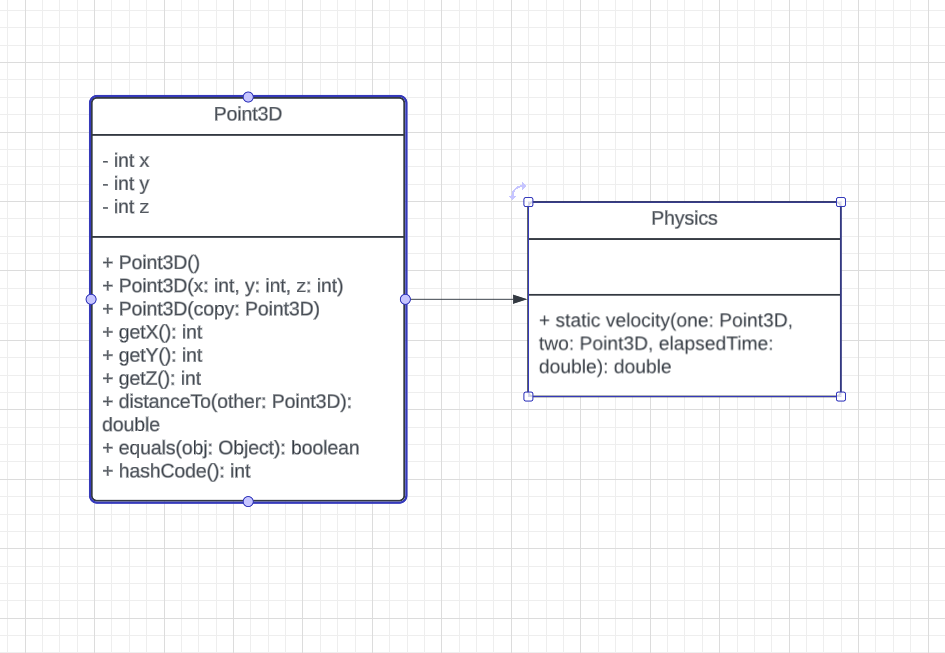 Point3D
- int x
- int y
- int z
+ Point3D()
+ Point3D(x: int, y: int, z: int)
+ Point3D(copy: Point3D)
+ getX(): int
+ getY(): int
+ getZ(): int
+ distanceTo(other: Point3D):
double
+ equals(obj: Object): boolean
+ hashCode(): int
Physics
+ static velocity(one: Point3D,
two: Point3D, elapsedTime:
double): double